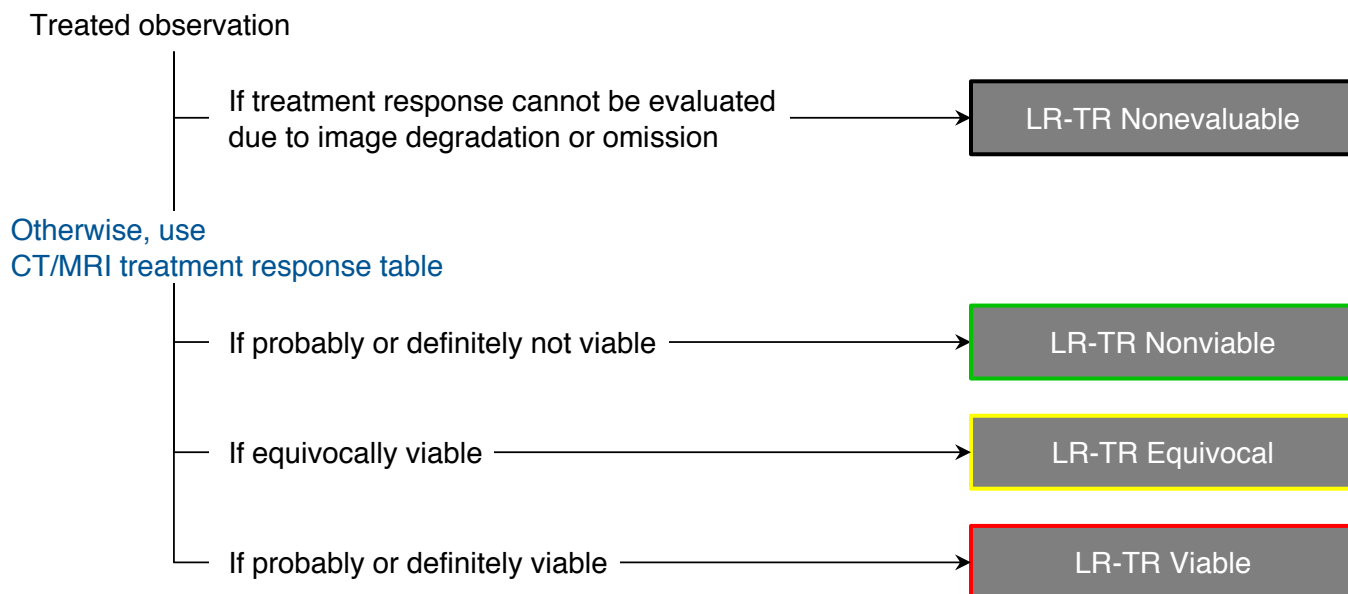 Treated observation
If treatment response cannot be evaluated
due to image degradation or omission
LR-TR Nonevaluable
Otherwise, use
CT/MRI treatment response table
If probably or definitely not viable
LR-TR Nonviable
If equivocally viable
LR-TR Equivocal
If probably or definitely viable
LR-TR Viable